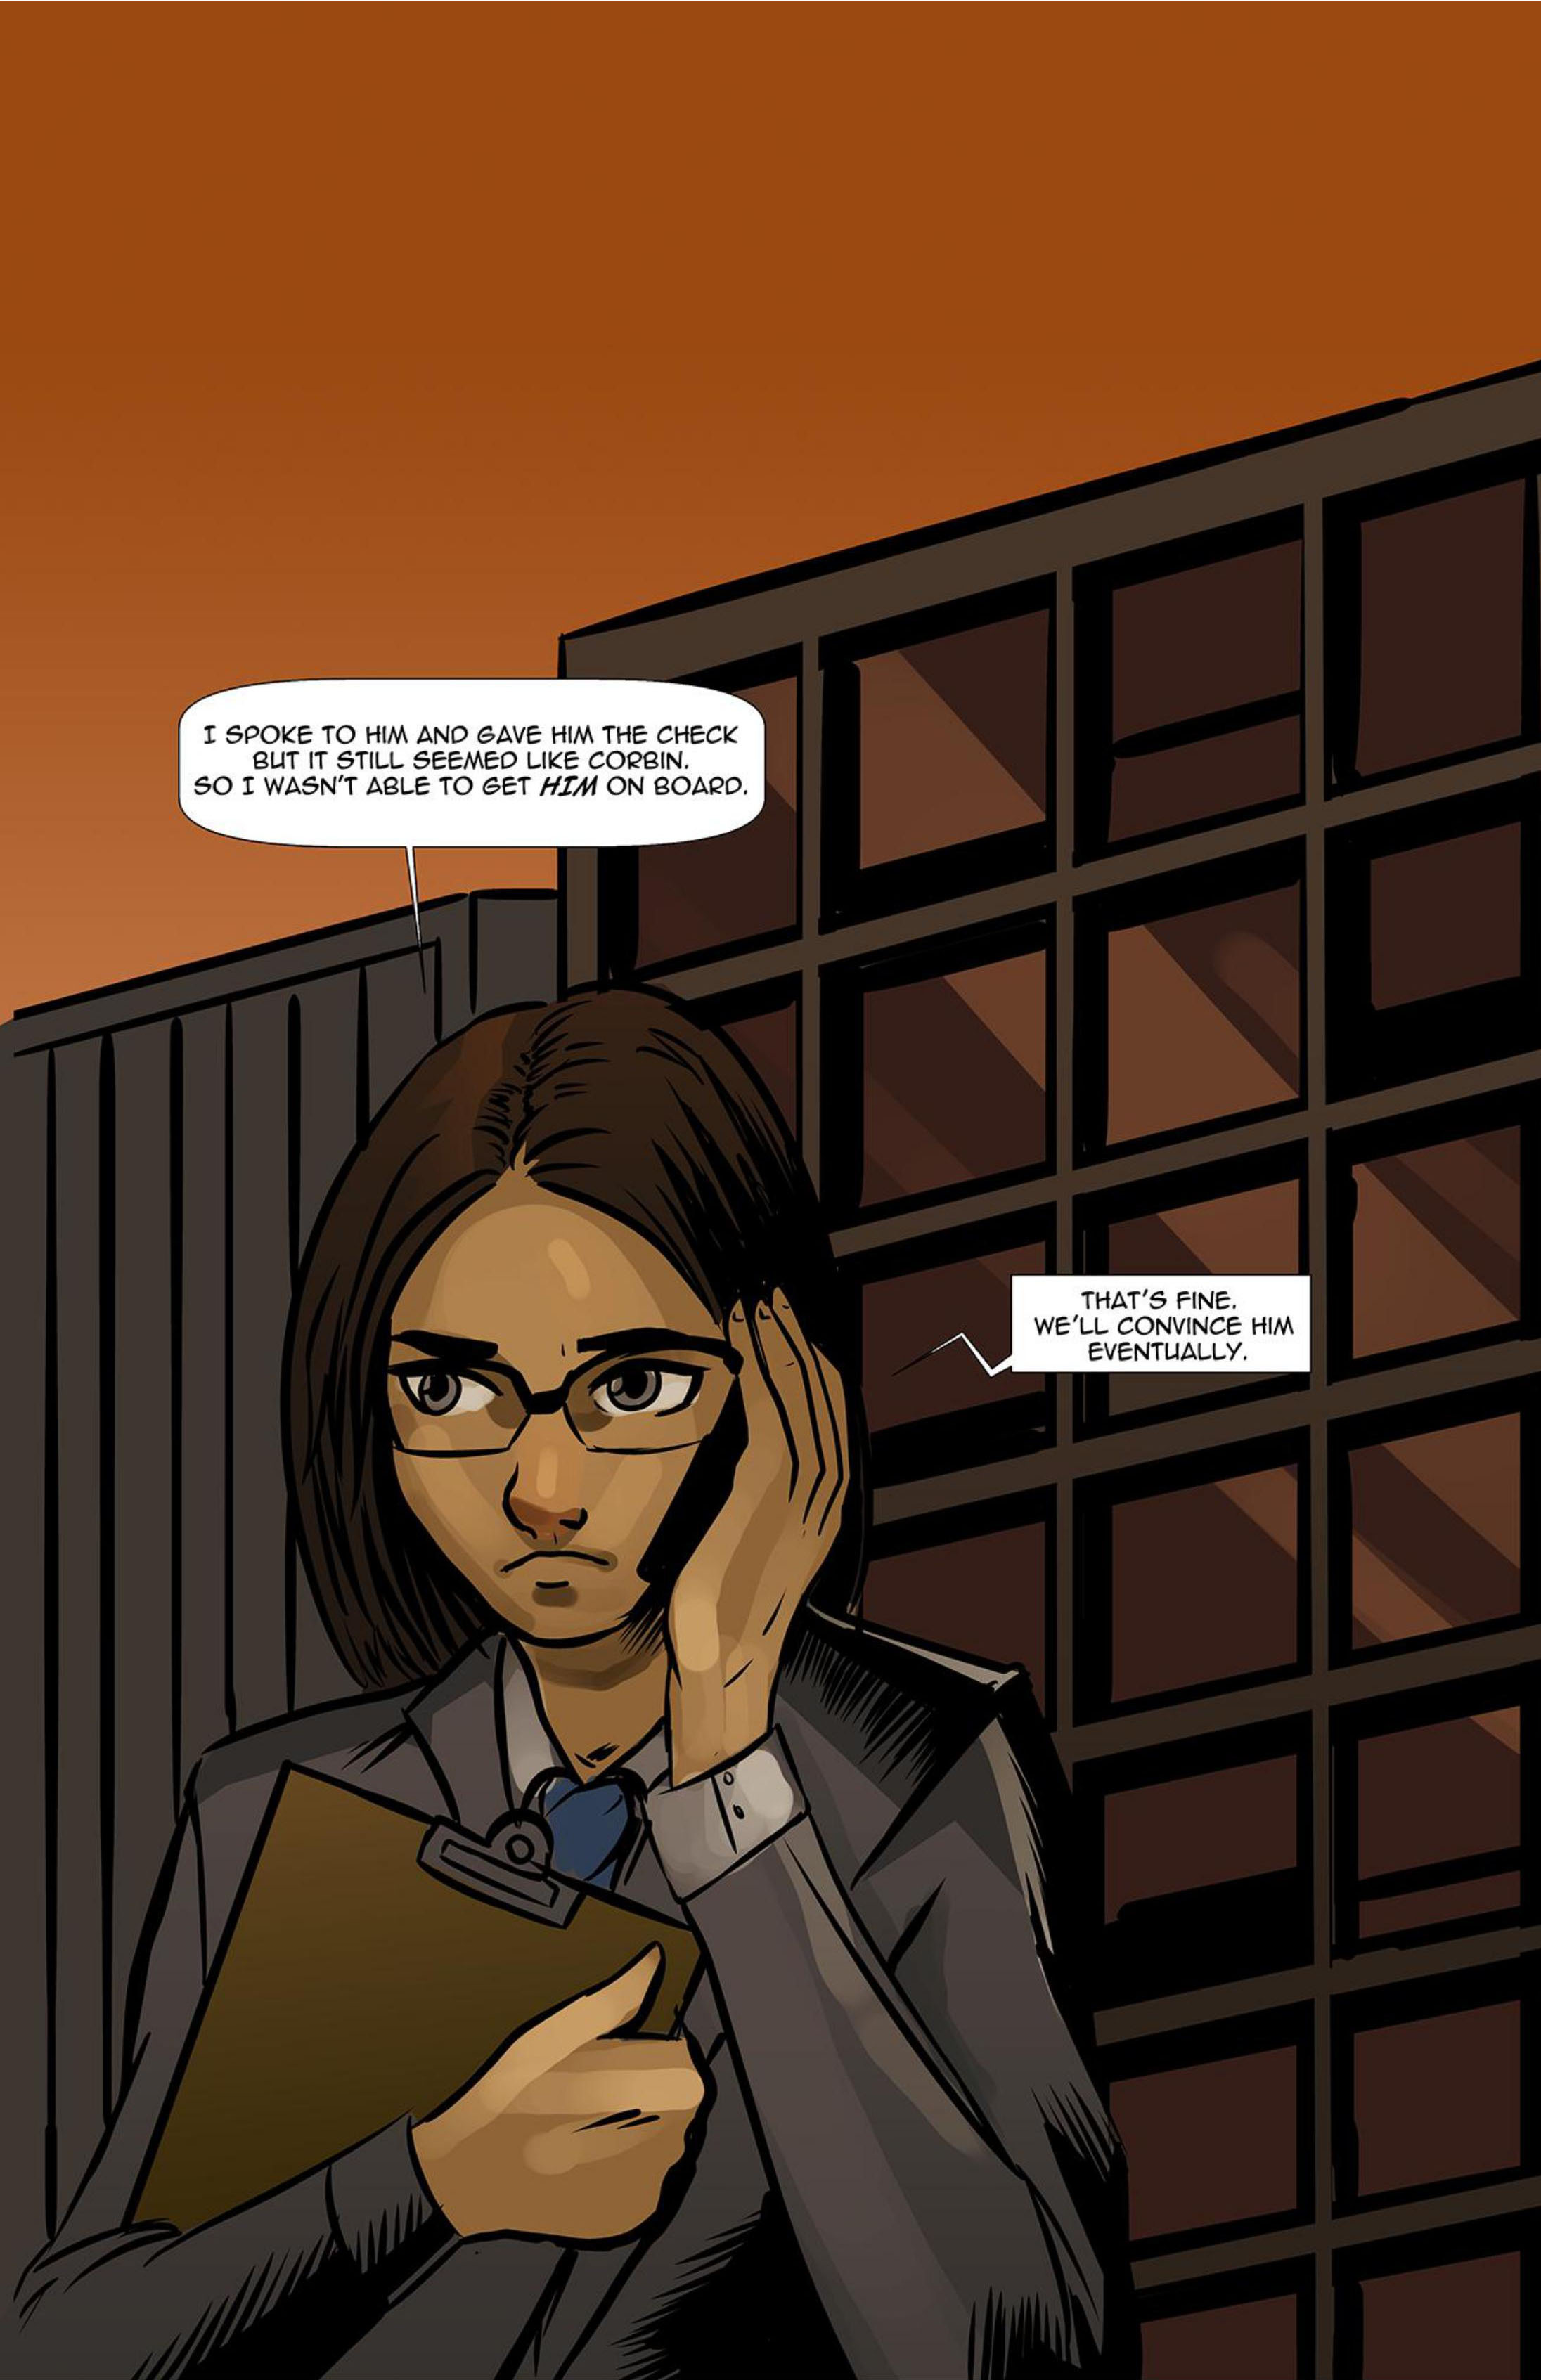 I SPOKE TO HIM AND GAVE HIM THE CHECK
BUT IT STILL SEEMED LIKE CORBIN.
SO I WASN'T ABLE TO GET HIM ON BOARD.
THAT'S FINE.
WE'LL CONVINCE HIM
EVENTUALLY.